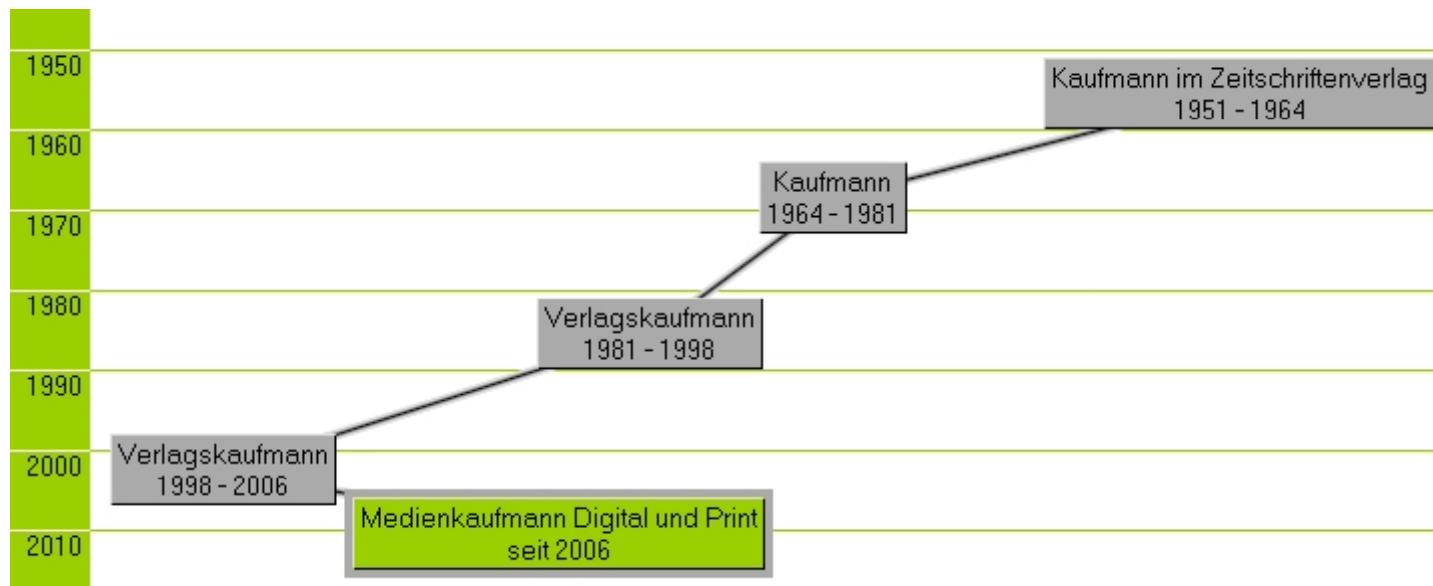 1950
Kaufmann im Zeitschriftenverlag
1951 - 1964
1960
Kaufmann
1964 - 1981
1970
1980
Verlagskaufmann
1981 - 1998
1990
Verlagskaufmann
1998 - 2006
2000
Medienkaufmann Digital und Print
seit 2006
2010